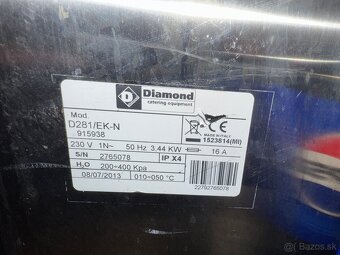 Diamond
catering equipment
Mod.
D281/EK-N
915938
MADE IN ITALY
1523814(MI)
230 V 1N~ 50 Hz 3.44 KW 16 A
S/N 2765078 IP X4
H2O 200÷400 Kpa
08/07/2013 010÷050 °C
22792765078
bazos.sk